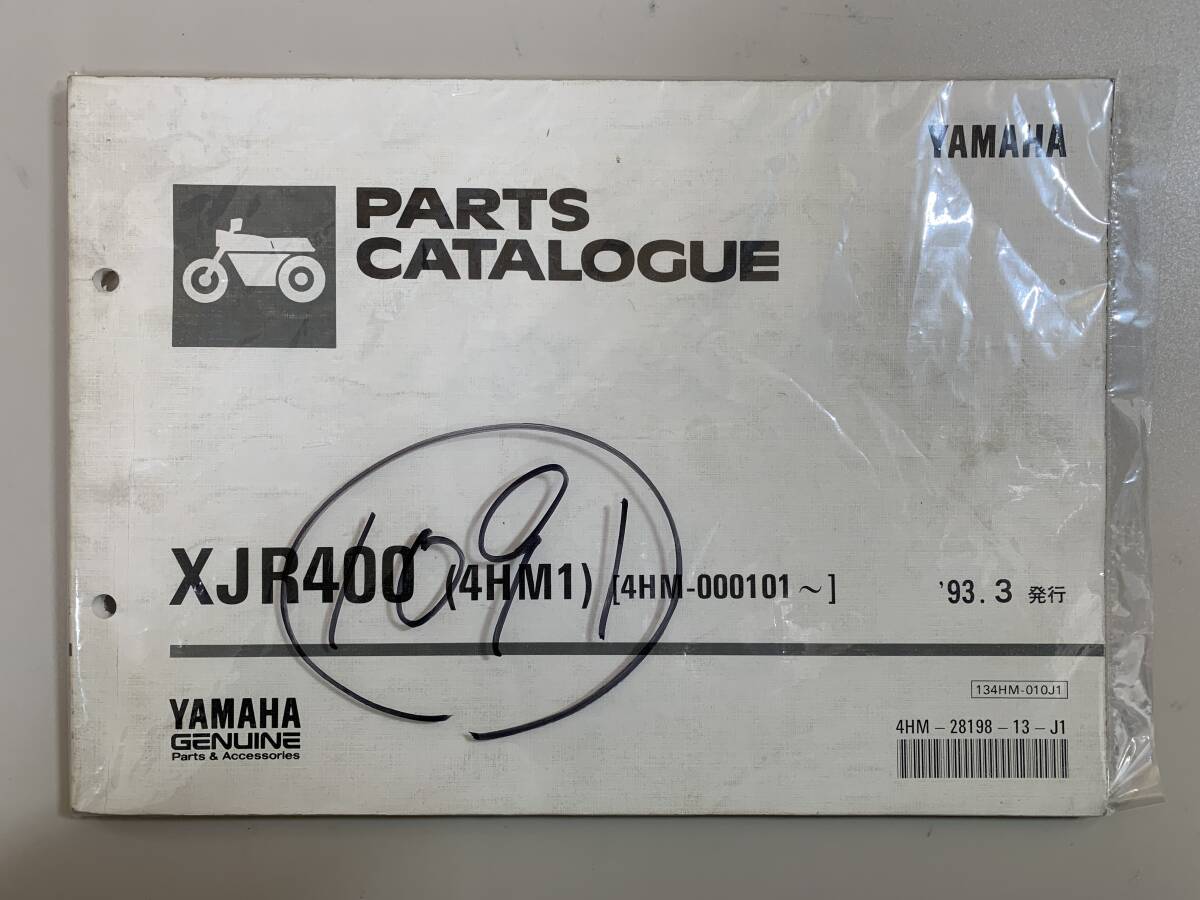 YAMAHA
PARTS
CATALOGUE
1091
XJR400 (4HM1) [4HM-000101~] '93.3 発行
134HM-010J1
4HM-28198-13-J1
YAMAHA
GENUINE
Parts & Accessories